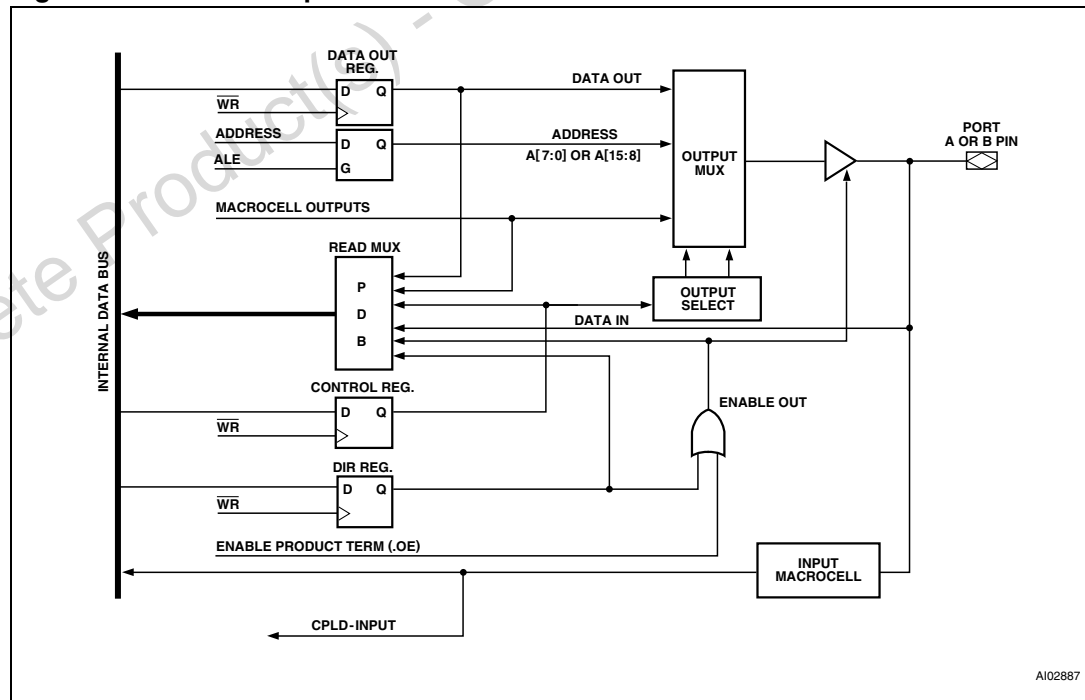 ete Product(s) -
DATA OUT
REG.
D Q
WR
DATA OUT
ADDRESS
ALE
D Q
G
ADDRESS
A[7:0] OR A[15:8]
OUTPUT
MUX
PORT
A OR B PIN
MACROCELL OUTPUTS
READ MUX
P
D
B
OUTPUT
SELECT
DATA IN
INTERNAL DATA BUS
CONTROL REG.
D Q
WR
ENABLE OUT
DIR REG.
D Q
WR
ENABLE PRODUCT TERM (.OE)
INPUT
MACROCELL
CPLD-INPUT
AI02887